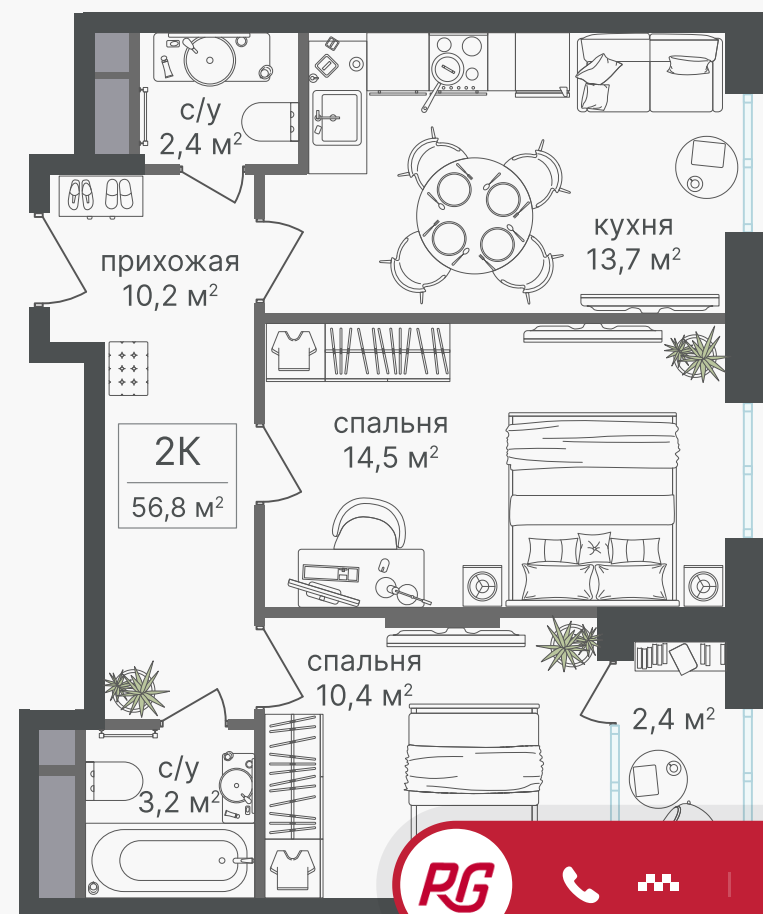 с/у
2,4 м²
кухня
13,7 м²
прихожая
10,2 м²
спальня
14,5 м²
2К
56,8 м²
спальня
10,4 м²
2,4 м²
с/у
3,2 м²
RG